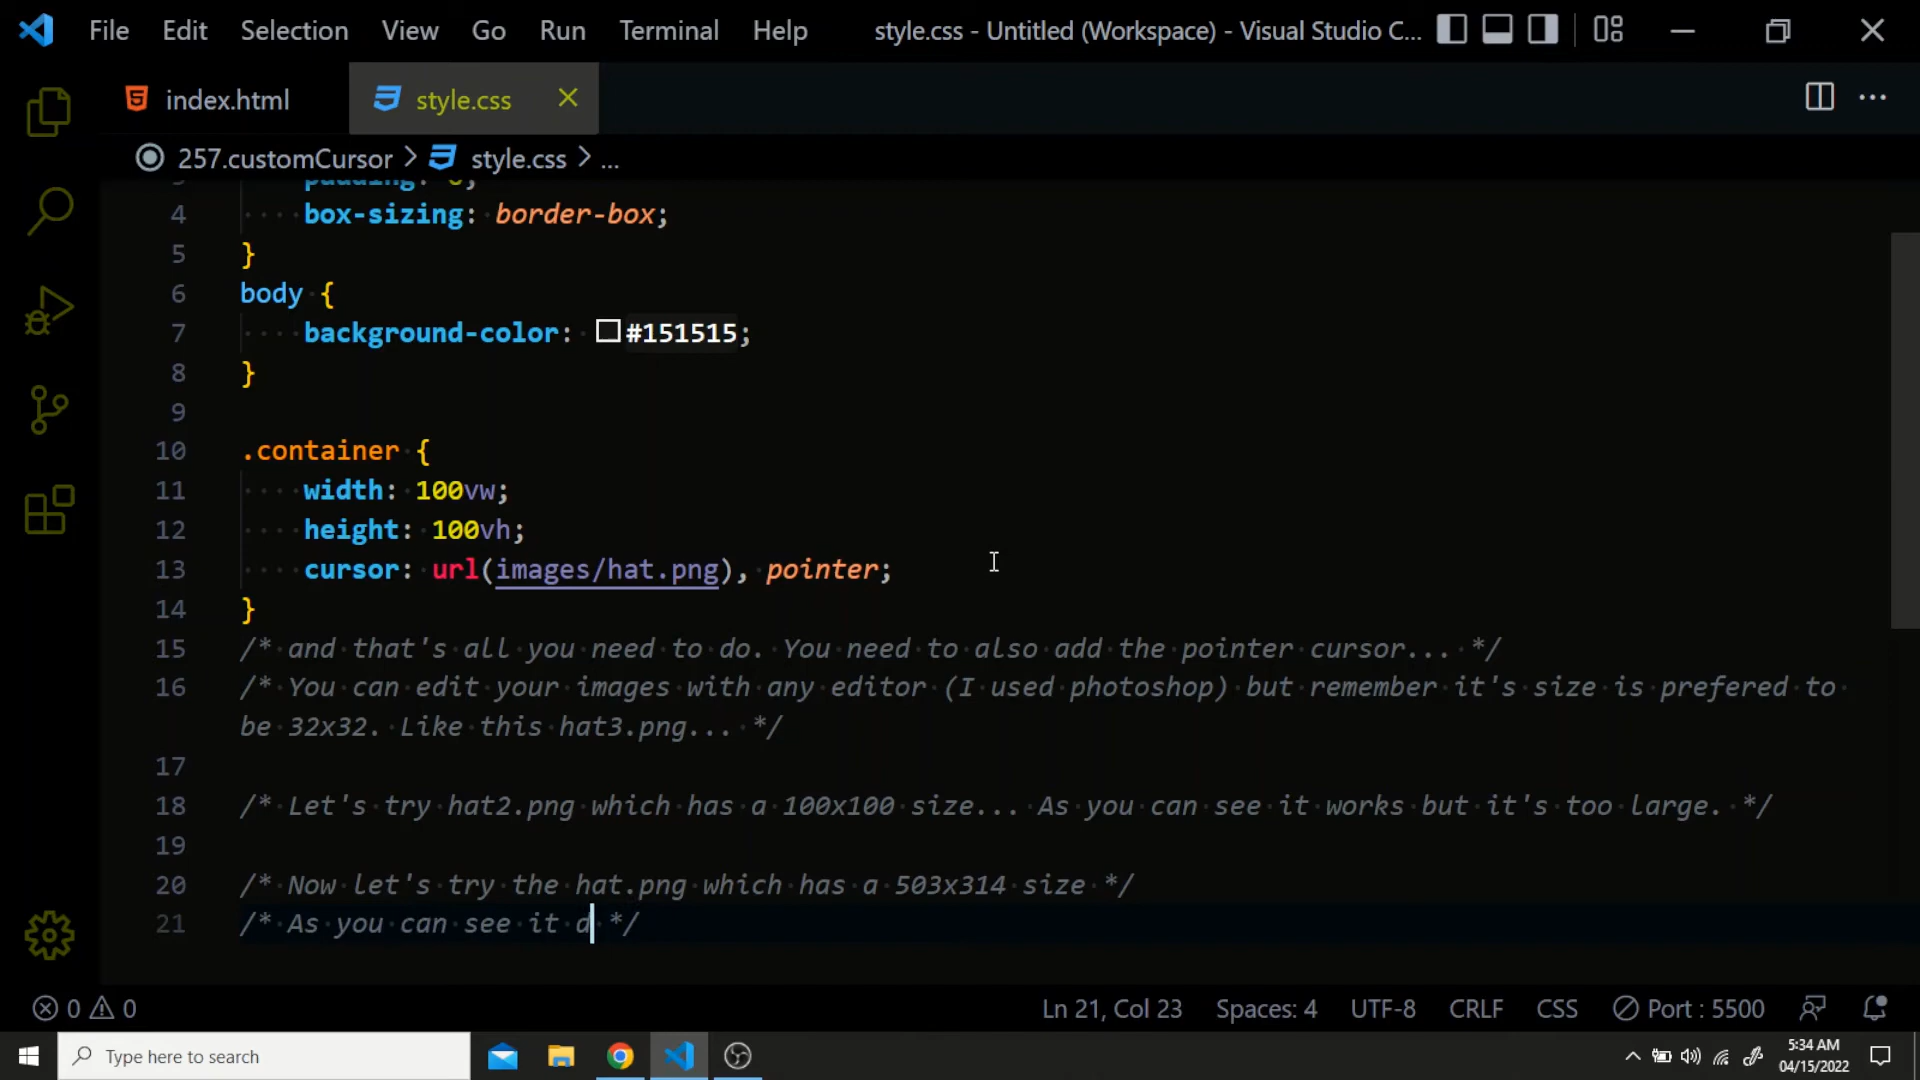 File Edit Selection View Go Run Terminal Help style.css - Untitled (Workspace) - Visual Studio C...
index.html style.css
257.customCursor > style.css > ...
3 padding: 0;
4 box-sizing: border-box;
5 }
6 body {
7 background-color: #151515;
8 }
9
10 .container {
11 width: 100vw;
12 height: 100vh;
13 cursor: url(images/hat.png), pointer;
14 }
15 /* and that's all you need to do. You need to also add the pointer cursor... */
16 /* You can edit your images with any editor (I used photoshop) but remember it's size is prefered to
be 32x32. Like this hat3.png... */
17
18 /* Let's try hat2.png which has a 100x100 size... As you can see it works but it's too large. */
19
20 /* Now let's try the hat.png which has a 503x314 size */
21 /* As you can see it d */
0 0 Ln 21, Col 23 Spaces: 4 UTF-8 CRLF CSS Port : 5500
Type here to search
5:34 AM
04/15/2022